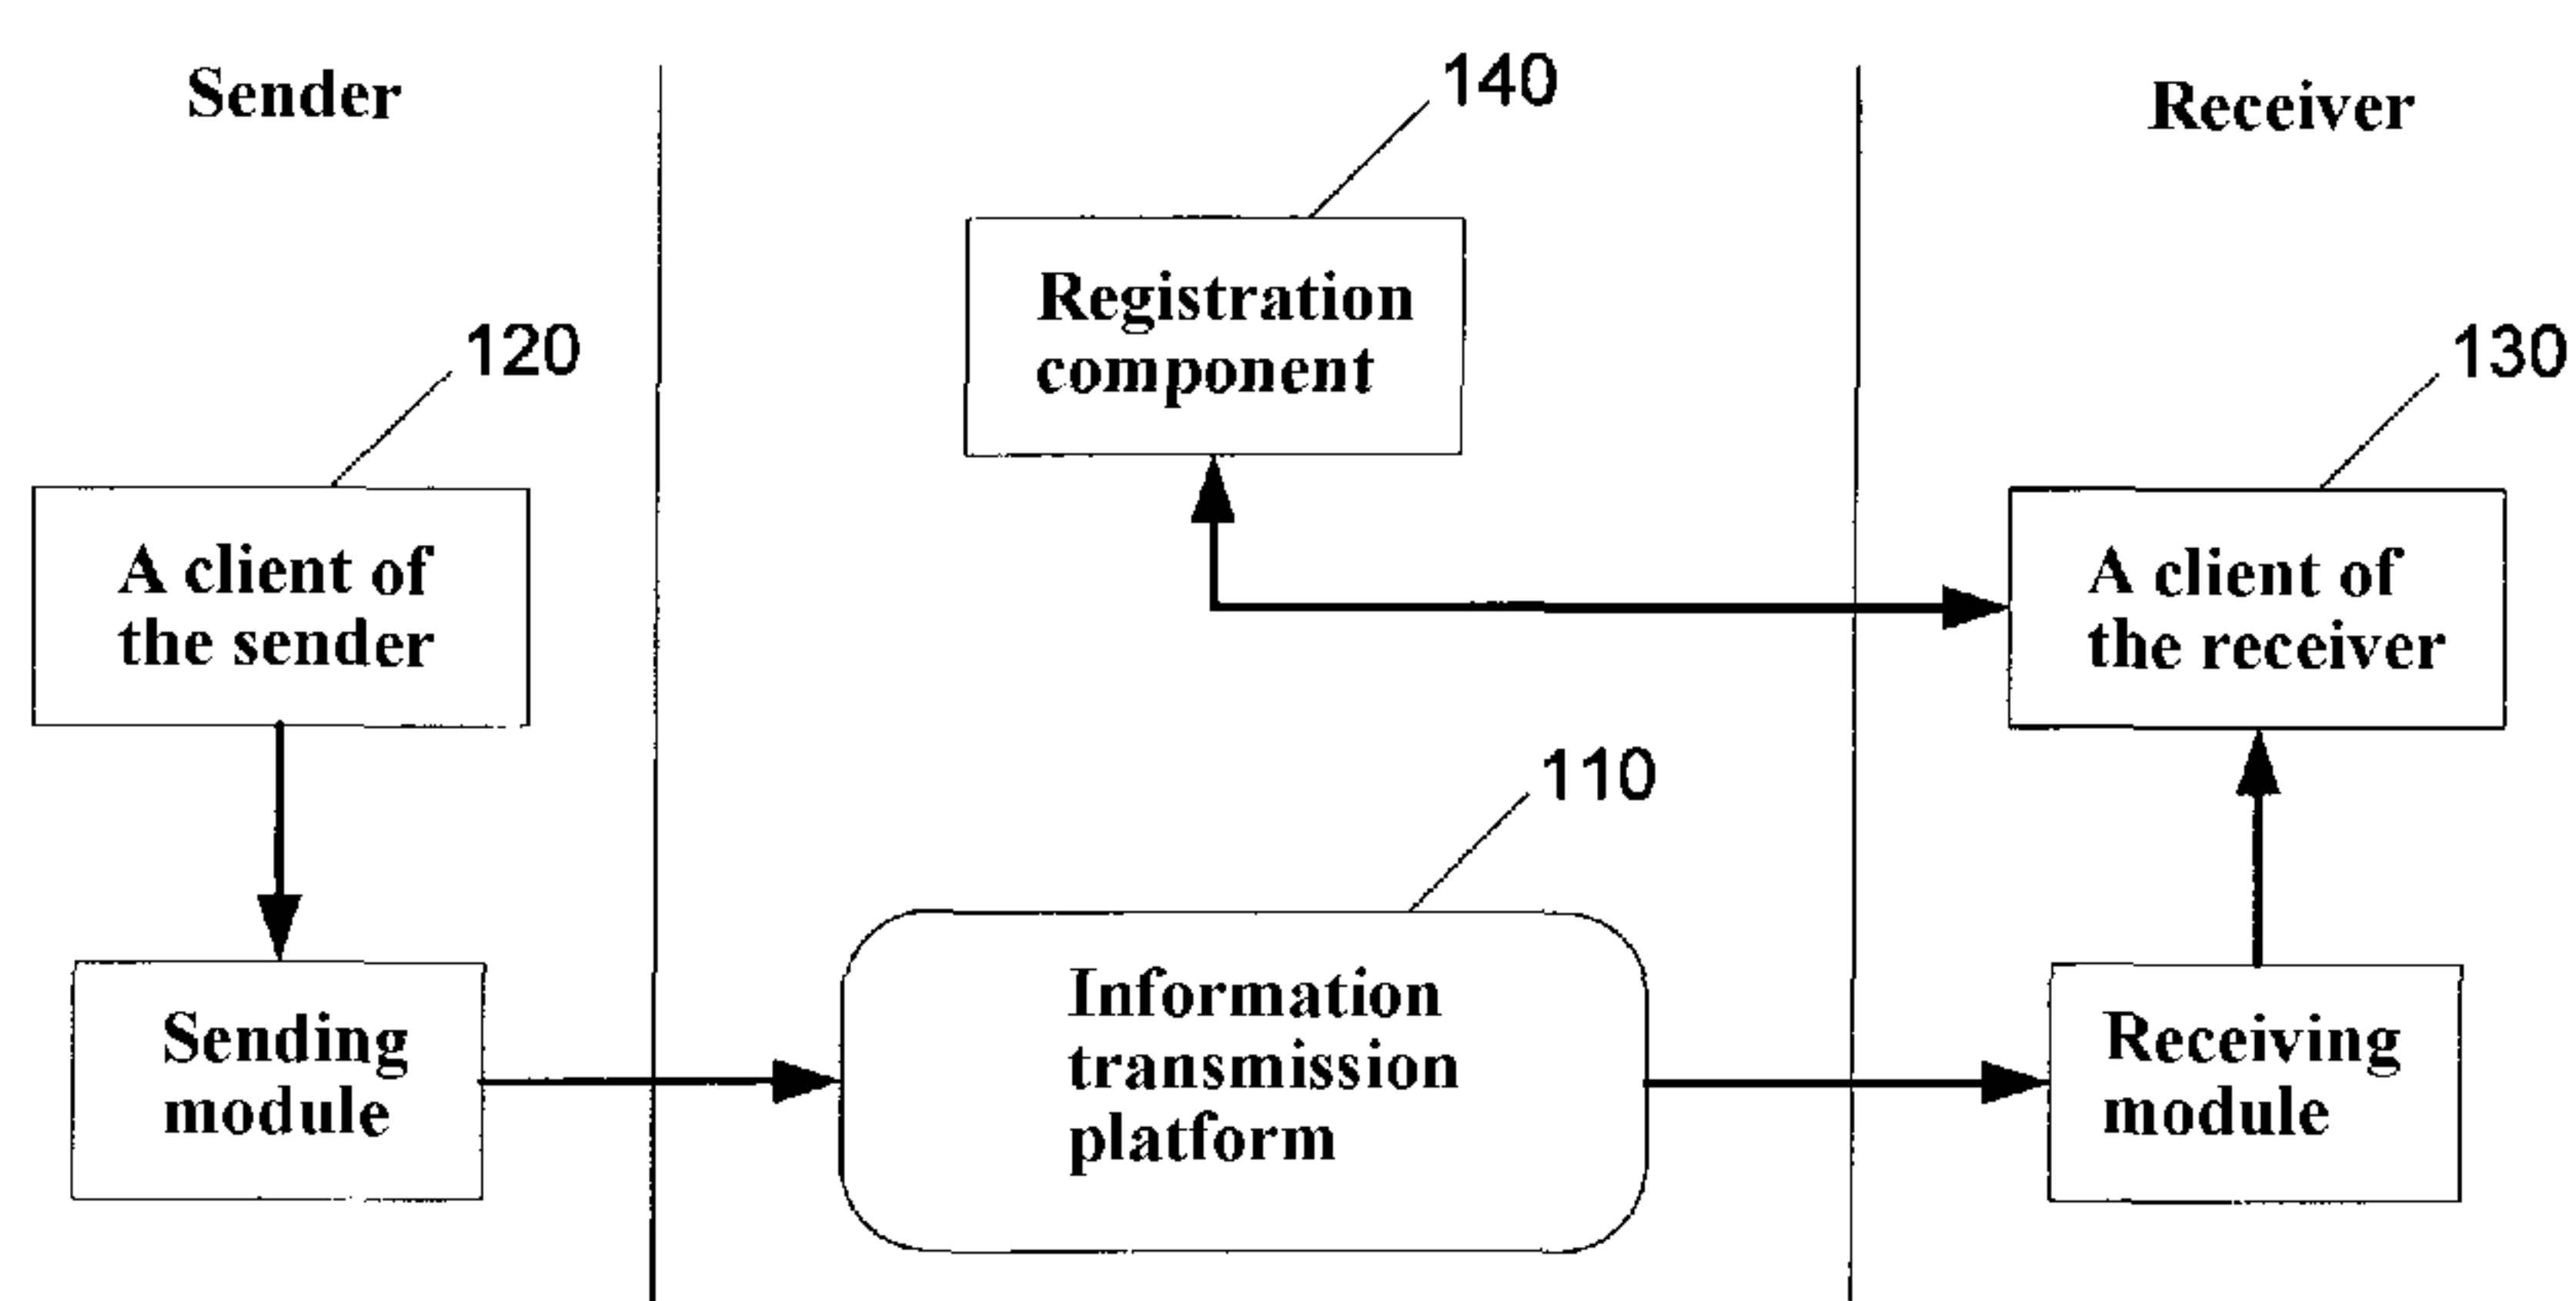 Sender
140
Receiver
Registration
component
120
130
A client of
the sender
A client of
the receiver
110
Information
transmission
platform
Sending
module
Receiving
module